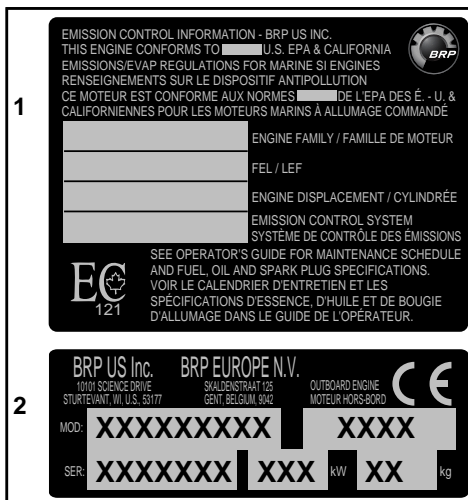 1
EMISSION CONTROL INFORMATION - BRP US INC.
THIS ENGINE CONFORMS TO U.S. EPA & CALIFORNIA
EMISSIONS/EVAP REGULATIONS FOR MARINE SI ENGINES
RENSEIGNEMENTS SUR LE DISPOSITIF ANTIPOLLUTION
CE MOTEUR EST CONFORME AUX NORMES DE L'EPA DES É. - U. &
CALIFORNIENNES POUR LES MOTEURS MARINS À ALLUMAGE COMMANDÉ
BRP
ENGINE FAMILY / FAMILLE DE MOTEUR
FEL / LEF
ENGINE DISPLACEMENT / CYLINDRÉE
EMISSION CONTROL SYSTEM
SYSTÈME DE CONTRÔLE DES ÉMISSIONS
EC
121
SEE OPERATOR'S GUIDE FOR MAINTENANCE SCHEDULE
AND FUEL, OIL AND SPARK PLUG SPECIFICATIONS.
VOIR LE CALENDRIER D'ENTRETIEN ET LES
SPÉCIFICATIONS D'ESSENCE, D'HUILE ET DE BOUGIE
D'ALLUMAGE DANS LE GUIDE DE L'OPÉRATEUR.
2
BRP US Inc.
10101 SCIENCE DRIVE
STURTEVANT, WI, U.S., 53177
BRP EUROPE N.V.
SKALDENSTRAAT 125
GENT, BELGIUM, 9042
OUTBOARD ENGINE
MOTEUR HORS-BORD
CE
MOD: XXXXXXXXX XXXX
SER: XXXXXXX XXX kW XX kg